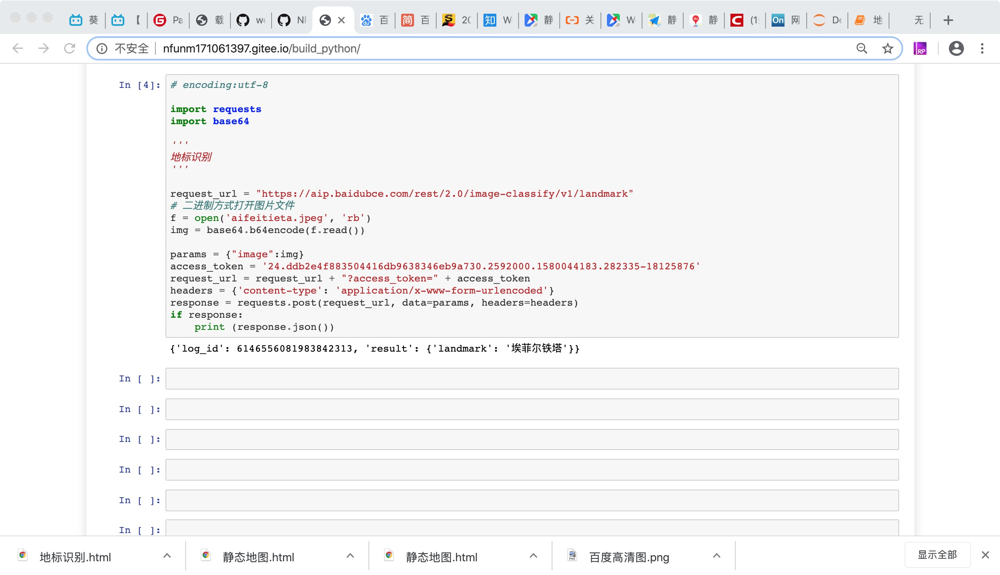 葵
【
Pa
载
we
NF
百
简 百
20
知 W
静
关
W
静
静
(1
On 网
De
地
无
不安全
nfunm171061397.gitee.io/build_python/
In [4]:
# encoding:utf-8
import requests
import base64
'''
地标识别
'''
request_url = "https://aip.baidubce.com/rest/2.0/image-classify/v1/landmark"
# 二进制方式打开图片文件
f = open('aifeitieta.jpeg', 'rb')
img = base64.b64encode(f.read())
params = {"image":img}
access_token = '24.ddb2e4f883504416db9638346eb9a730.2592000.1580044183.282335-18125876'
request_url = request_url + "?access_token=" + access_token
headers = {'content-type': 'application/x-www-form-urlencoded'}
response = requests.post(request_url, data=params, headers=headers)
if response:
    print (response.json())
{'log_id': 6146556081983842313, 'result': {'landmark': '埃菲尔铁塔'}}
In [ ]:
In [ ]:
In [ ]:
In [ ]:
In [ ]:
In [ ]:
地标识别.html
静态地图.html
静态地图.html
百度高清图.png
显示全部